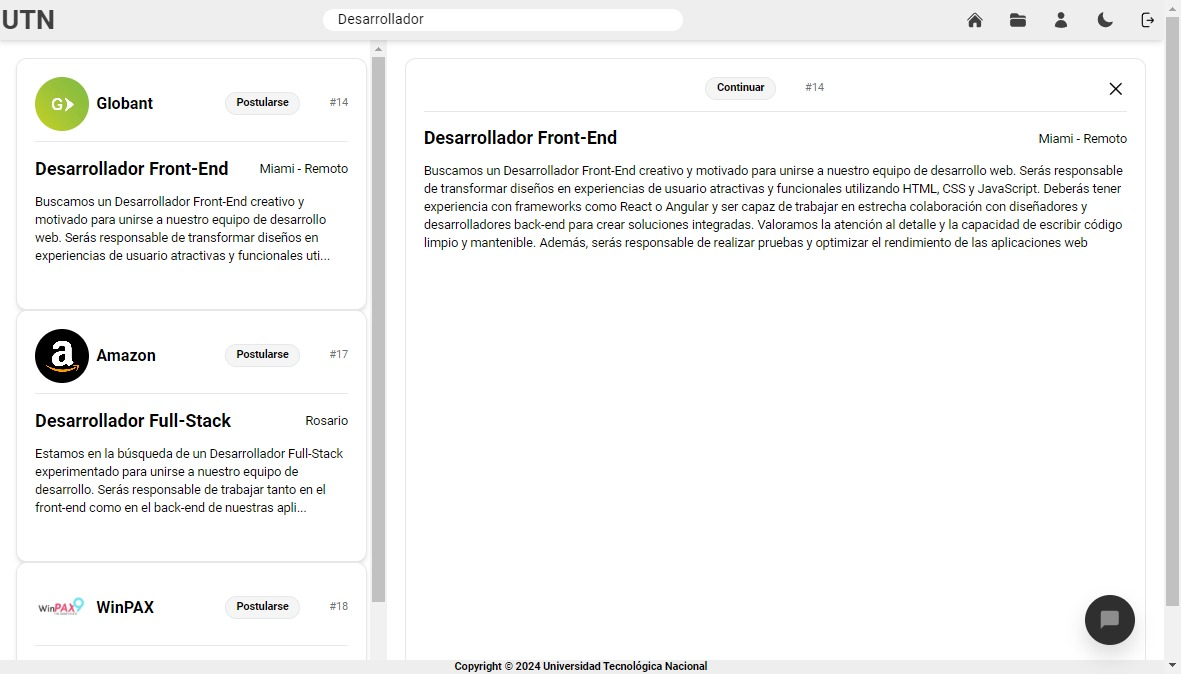 UTN
Desarrollador
G
Globant
Postularse
#14
Desarrollador Front-End
Miami - Remoto
Buscamos un Desarrollador Front-End creativo y
motivado para unirse a nuestro equipo de desarrollo
web. Serás responsable de transformar diseños en
experiencias de usuario atractivas y funcionales uti...
a
Amazon
Postularse
#17
Desarrollador Full-Stack
Rosario
Estamos en la búsqueda de un Desarrollador Full-Stack
experimentado para unirse a nuestro equipo de
desarrollo. Serás responsable de trabajar tanto en el
front-end como en el back-end de nuestras apli...
WinPAX
WinPAX
Postularse
#18
Continuar
#14
Desarrollador Front-End
Miami - Remoto
Buscamos un Desarrollador Front-End creativo y motivado para unirse a nuestro equipo de desarrollo web. Serás responsable
de transformar diseños en experiencias de usuario atractivas y funcionales utilizando HTML, CSS y JavaScript. Deberás tener
experiencia con frameworks como React o Angular y ser capaz de trabajar en estrecha colaboración con diseñadores y
desarrolladores back-end para crear soluciones integradas. Valoramos la atención al detalle y la capacidad de escribir código
limpio y mantenible. Además, serás responsable de realizar pruebas y optimizar el rendimiento de las aplicaciones web
Copyright © 2024 Universidad Tecnológica Nacional